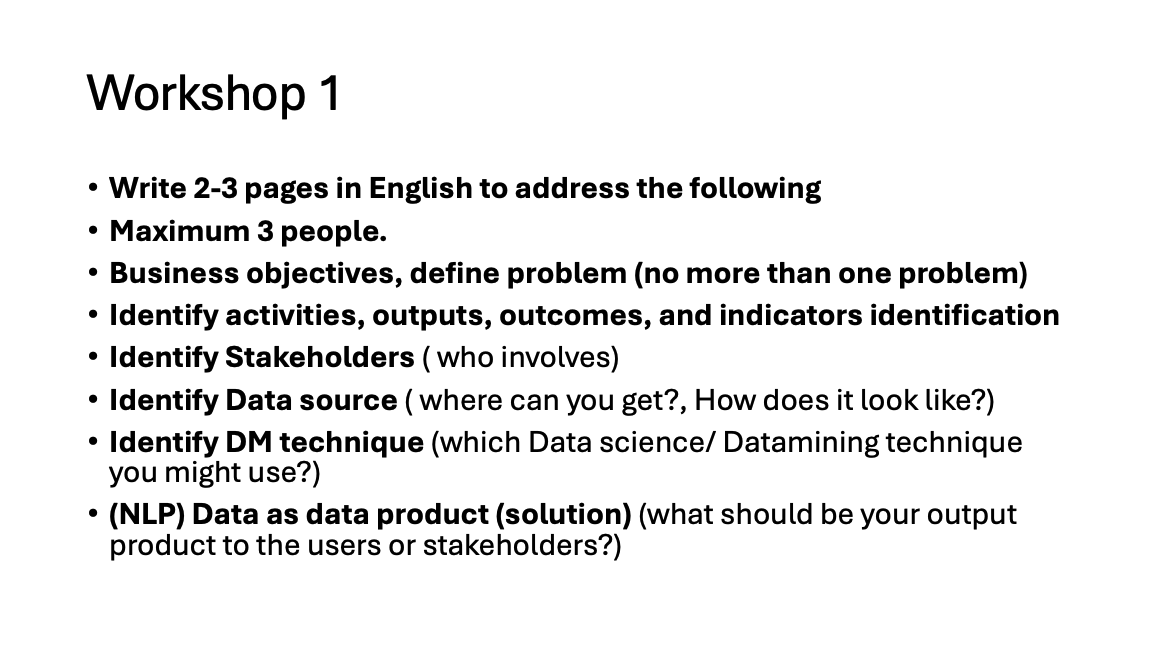 Workshop 1
• Write 2-3 pages in English to address the following
• Maximum 3 people.
• Business objectives, define problem (no more than one problem)
• Identify activities, outputs, outcomes, and indicators identification
• Identify Stakeholders ( who involves)
• Identify Data source ( where can you get?, How does it look like?)
• Identify DM technique (which Data science/ Datamining technique
you might use?)
• (NLP) Data as data product (solution) (what should be your output
product to the users or stakeholders?)